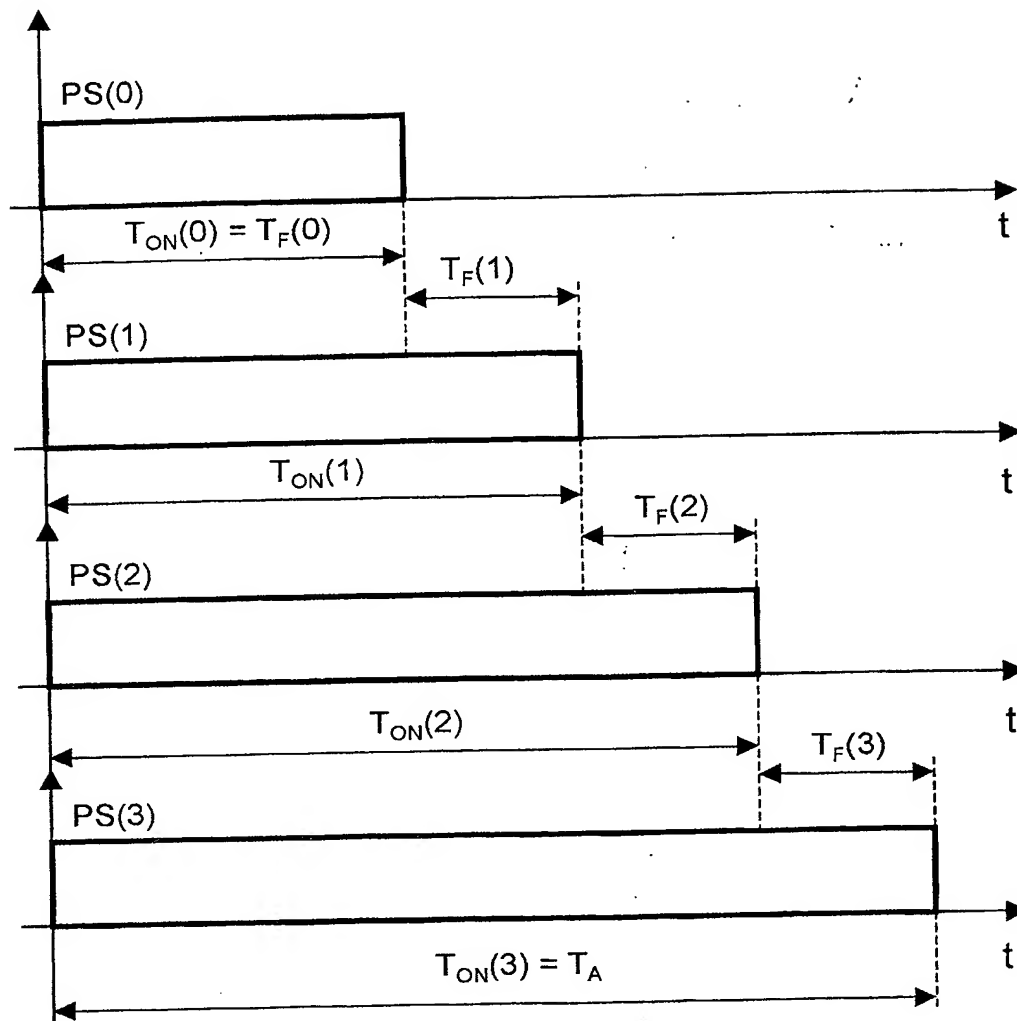 PS(0)
t
T_ON(0) = T_F(0)
T_F(1)
PS(1)
t
T_ON(1)
T_F(2)
PS(2)
t
T_ON(2)
T_F(3)
PS(3)
t
T_ON(3) = T_A